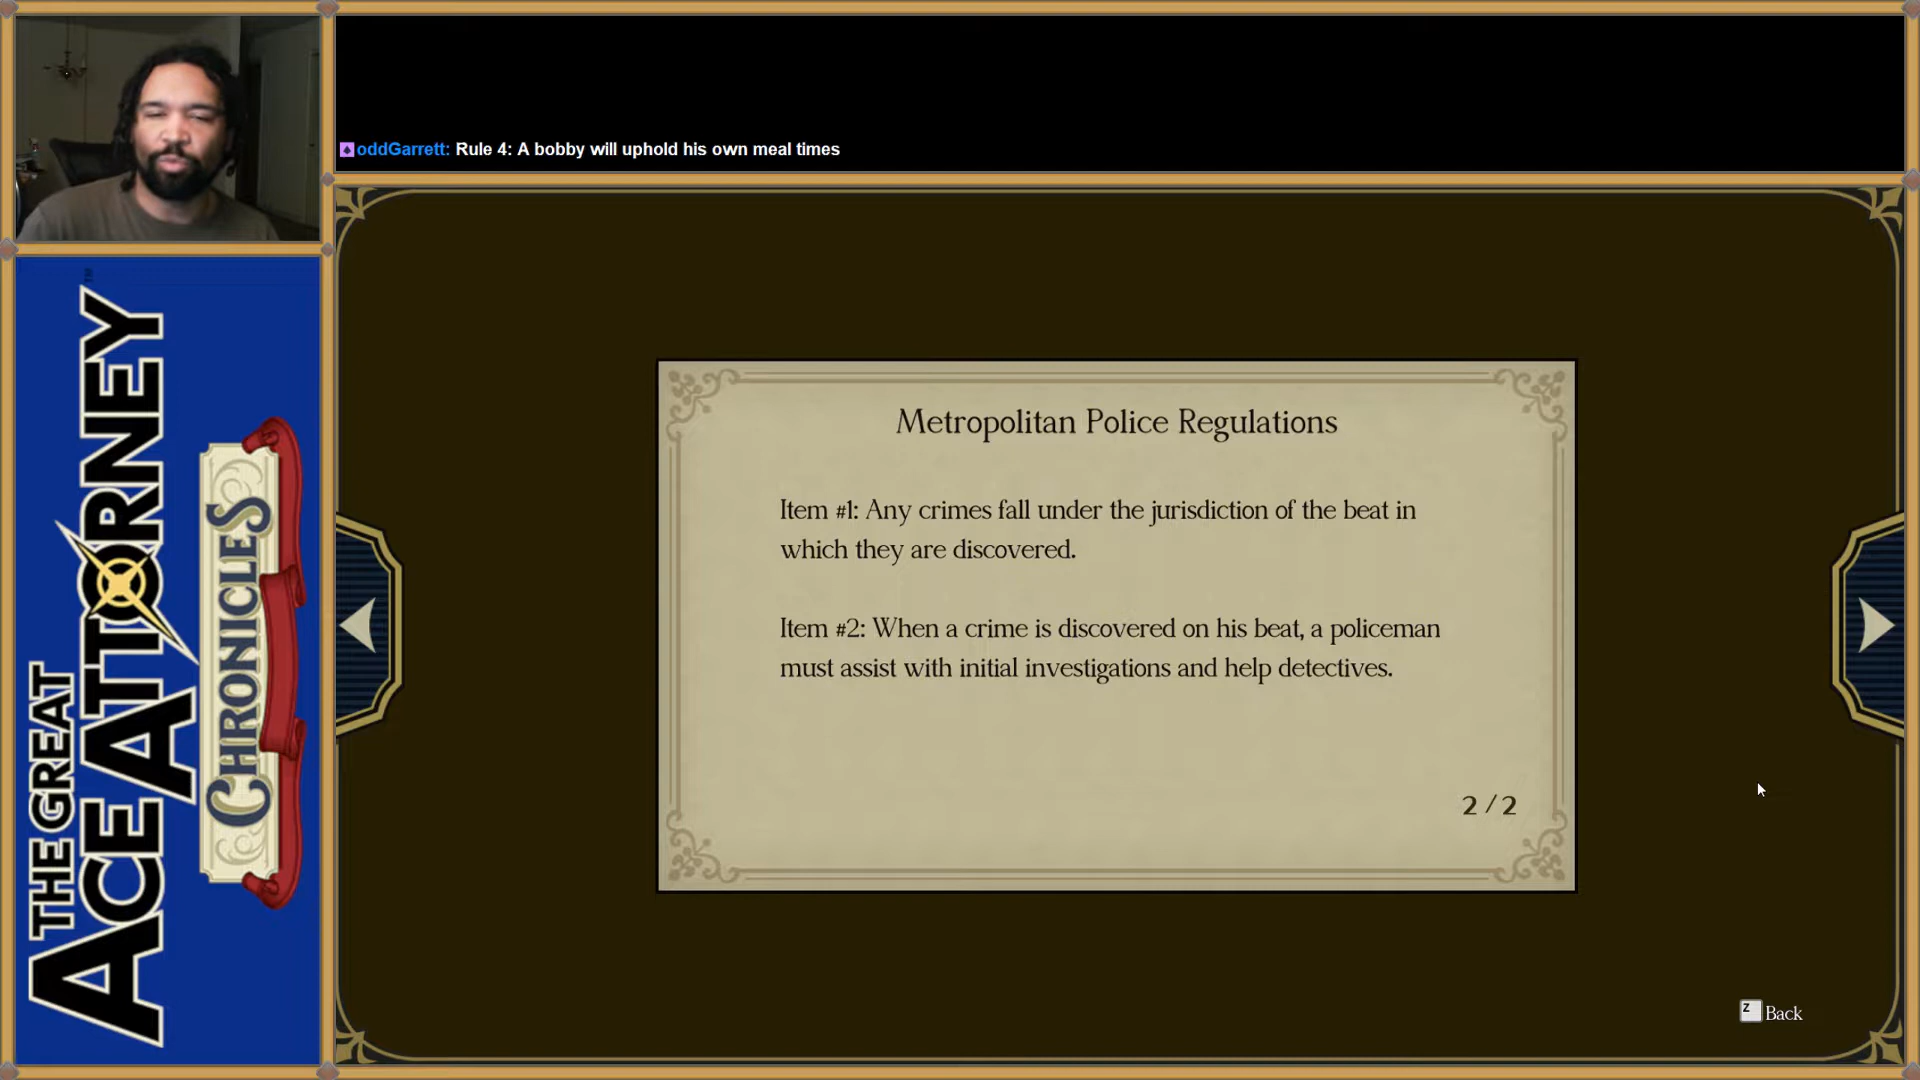 oddGarrett: Rule 4: A bobby will uphold his own meal times
THE GREAT
ACE ATTORNEY
CHRONICLES
TM
Metropolitan Police Regulations
Item #1: Any crimes fall under the jurisdiction of the beat in
which they are discovered.
Item #2: When a crime is discovered on his beat, a policeman
must assist with initial investigations and help detectives.
2/2
Z Back